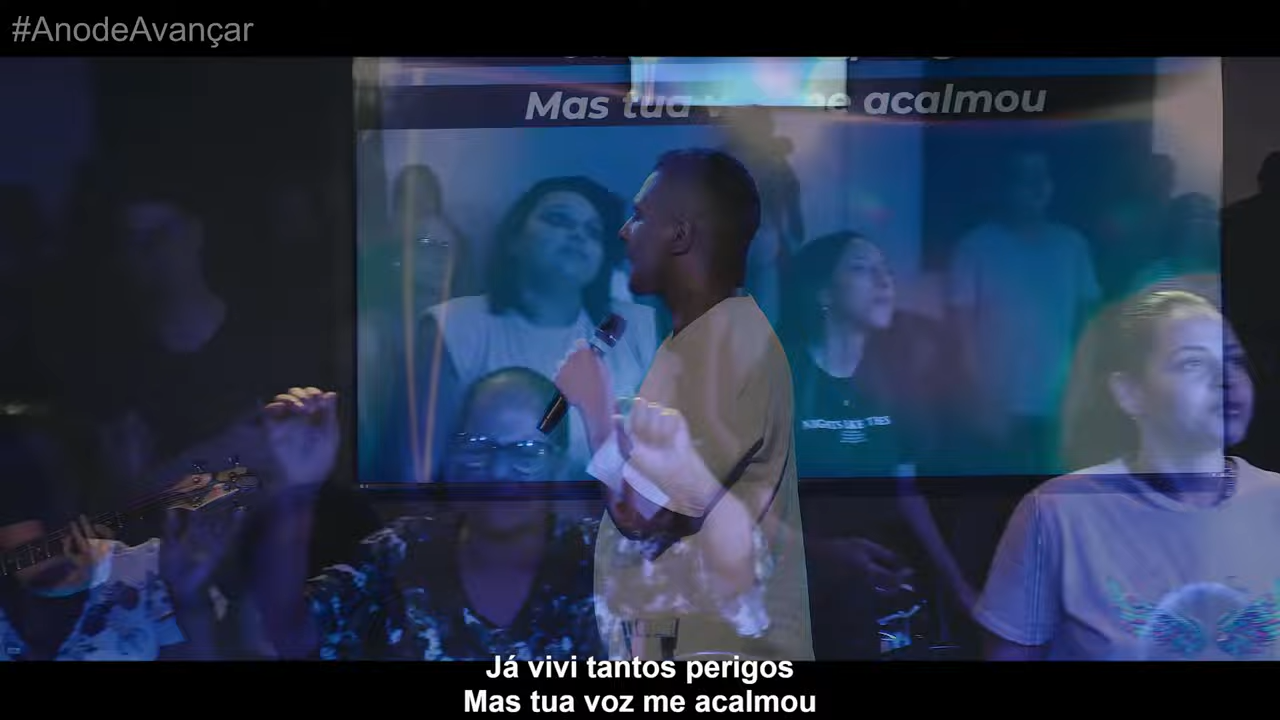 #AnodeAvançar
Mas tua acalmou
Já vivi tantos perigos
Mas tua voz me acalmou